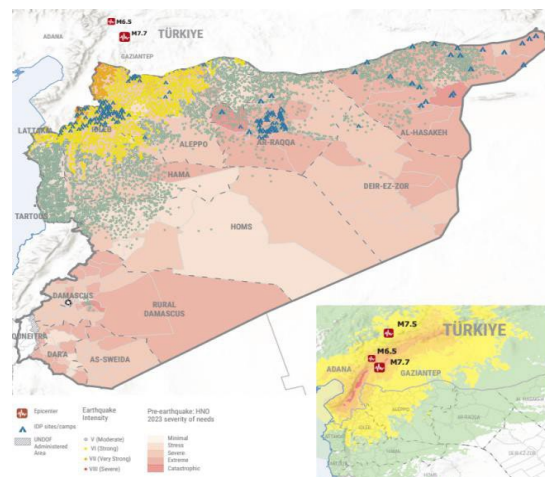 M6.5
M7.7
TÜRKIYE
ADANA
GAZIANTEP
LATTAKIA
IDLEB
ALEPPO
AR-RAQQA
AL-HASAKEH
HAMA
DEIR-EZ-ZOR
TARTOUS
HOMS
DAMASCUS
RURAL
DAMASCUS
QUNEITRA
DAR'A
AS-SWEIDA
M7.5
TÜRKIYE
M6.5
M7.7
ADANA
GAZIANTEP
Epicenter
IDP sites/camps
UNDOF
Administered
Area
Earthquake
Intensity
V (Moderate)
VI (Strong)
VII (Very Strong)
VIII (Severe)
Pre-earthquake: HNO
2023 severity of needs
Minimal
Stress
Severe
Extreme
Catastrophic